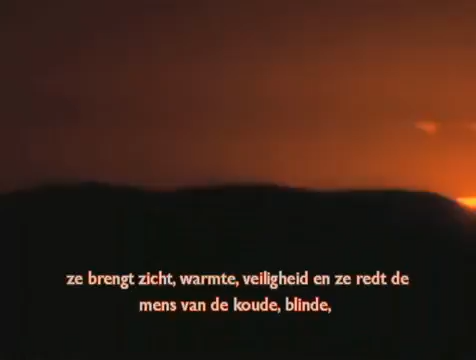 ze brengt zicht, warmte, veiligheid en ze redt de
mens van de koude, blinde,